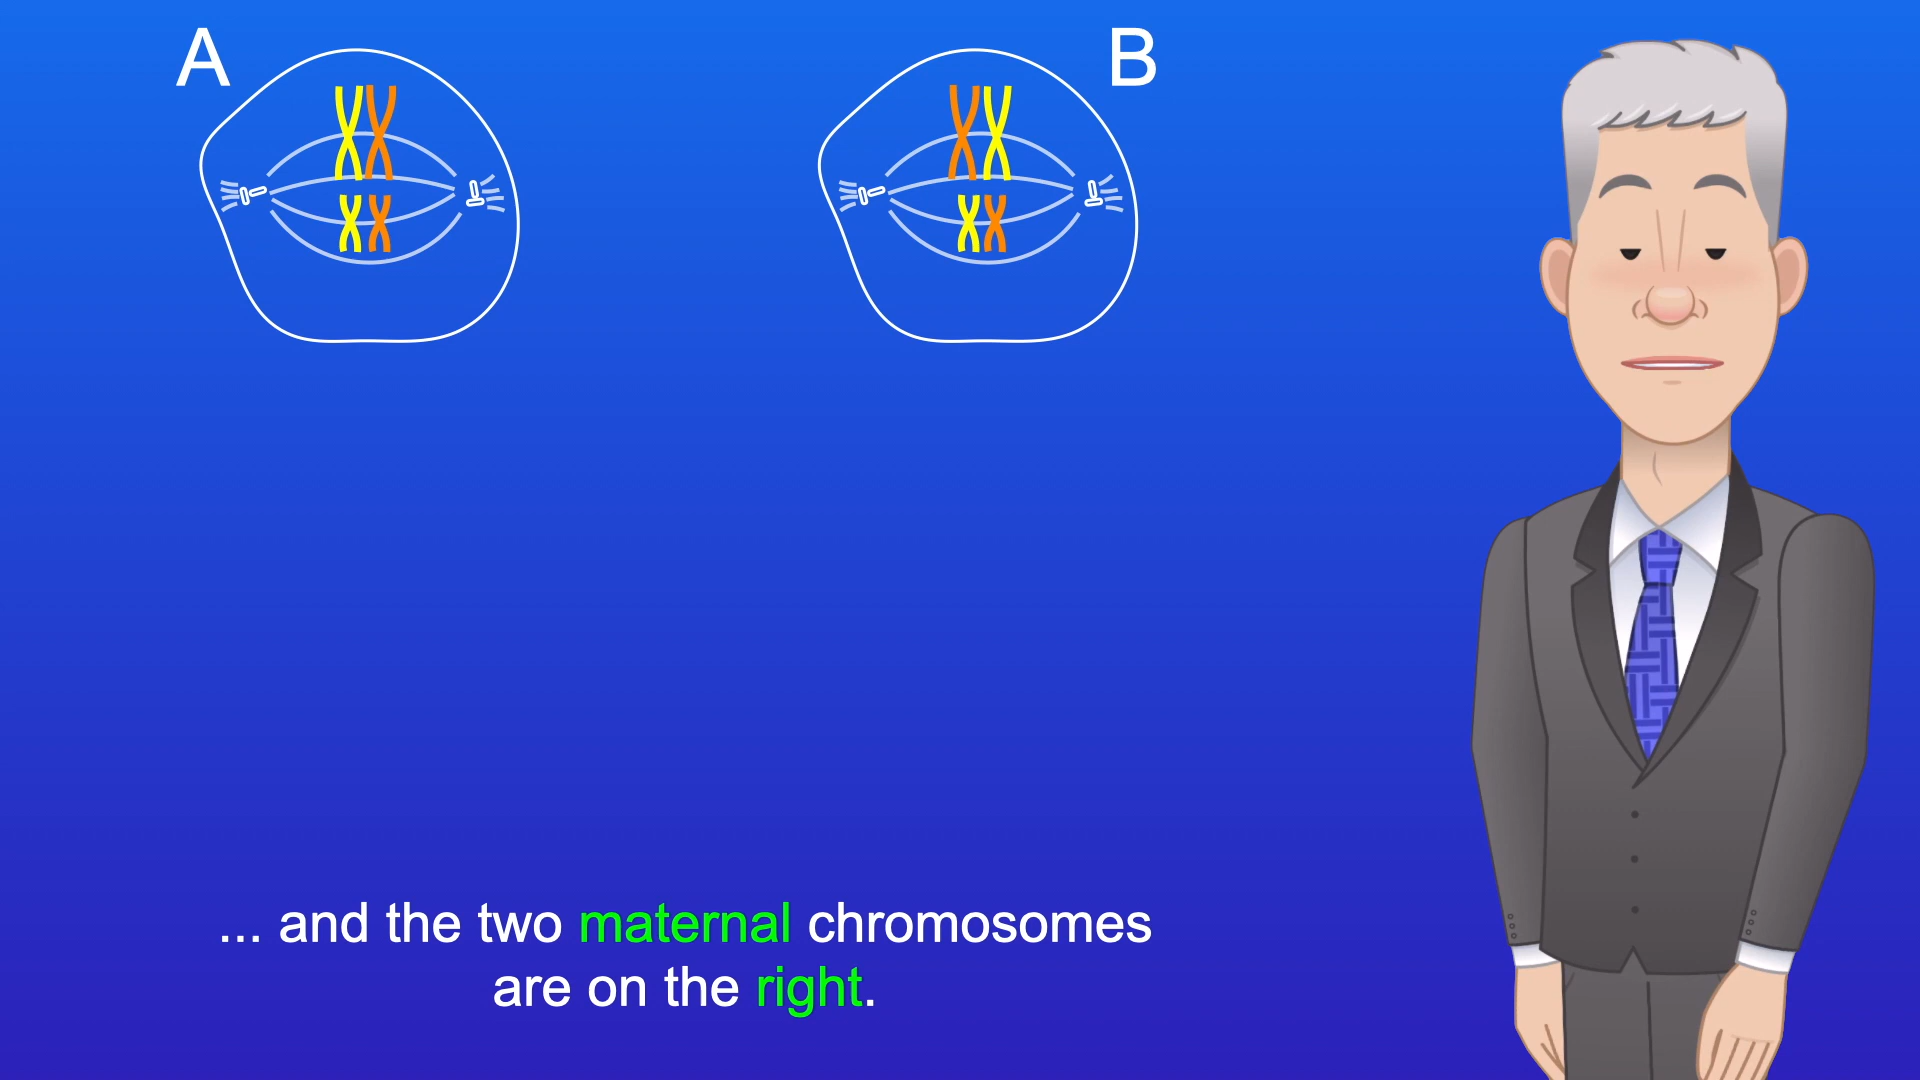 A
B
... and the two maternal chromosomes
are on the right.